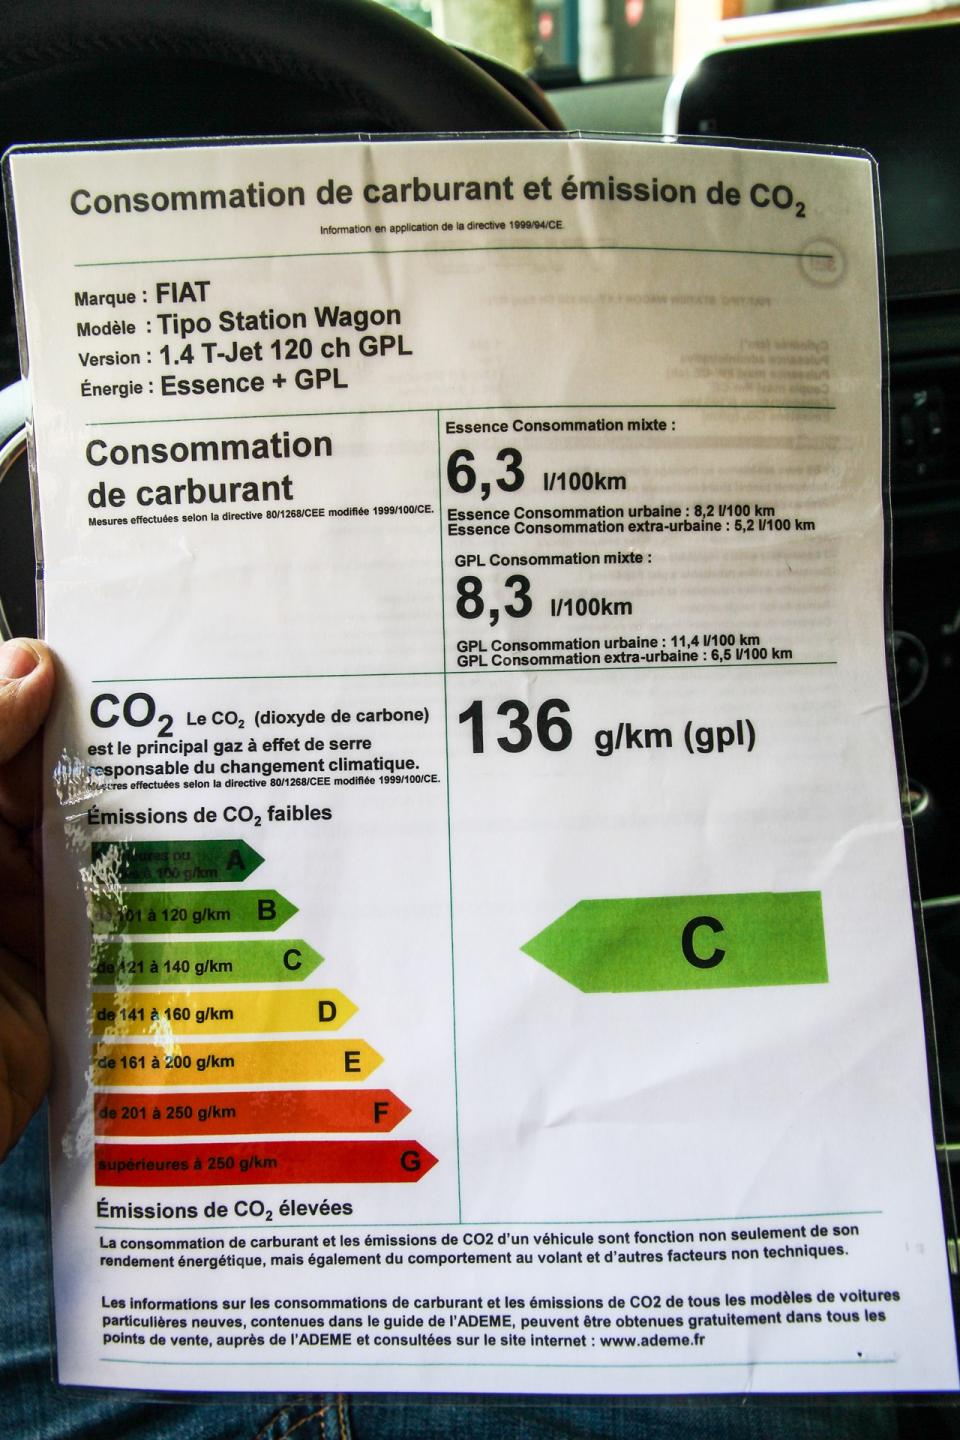 Consommation de carburant et émission de CO2
Information en application de la directive 1999/94/CE.
Marque : FIAT
Modèle : Tipo Station Wagon
Version : 1.4 T-Jet 120 ch GPL
Énergie : Essence + GPL
Consommation
de carburant
Mesures effectuées selon la directive 80/1268/CEE modifiée 1999/100/CE.
Essence Consommation mixte :
6,3 l/100km
Essence Consommation urbaine : 8,2 l/100 km
Essence Consommation extra-urbaine : 5,2 l/100 km
GPL Consommation mixte :
8,3 l/100km
GPL Consommation urbaine : 11,4 l/100 km
GPL Consommation extra-urbaine : 6,5 l/100 km
CO2 Le CO2 (dioxyde de carbone)
est le principal gaz à effet de serre
responsable du changement climatique.
Mesures effectuées selon la directive 80/1268/CEE modifiée 1999/100/CE.
136 g/km (gpl)
Émissions de CO2 faibles
à 100 g/km A
de 101 à 120 g/km B
de 121 à 140 g/km C
de 141 à 160 g/km D
de 161 à 200 g/km E
de 201 à 250 g/km F
supérieures à 250 g/km G
C
Émissions de CO2 élevées
La consommation de carburant et les émissions de CO2 d'un véhicule sont fonction non seulement de son
rendement énergétique, mais également du comportement au volant et d'autres facteurs non techniques.
Les informations sur les consommations de carburant et les émissions de CO2 de tous les modèles de voitures
particulières neuves, contenues dans le guide de l'ADEME, peuvent être obtenues gratuitement dans tous les
points de vente, auprès de l'ADEME et consultées sur le site internet : www.ademe.fr